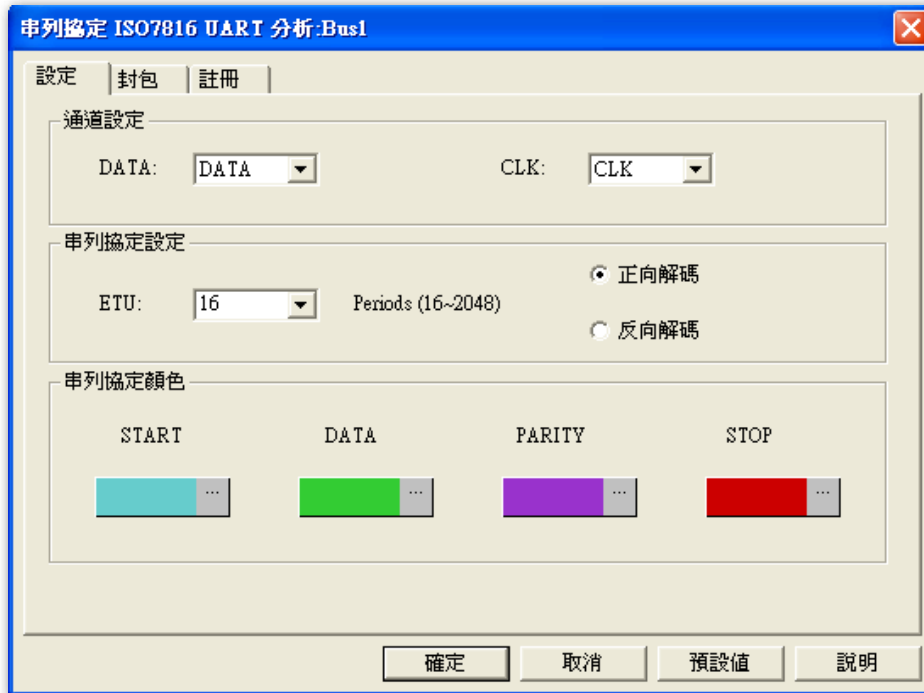 串列協定 ISO7816 UART 分析:Bus1
設定 封包 註冊
通道設定
DATA: DATA CLK: CLK
串列協定設定
正向解碼
ETU: 16 Periods (16~2048)
反向解碼
串列協定顏色
START DATA PARITY STOP
... ... ... ...
確定 取消 預設値 說明